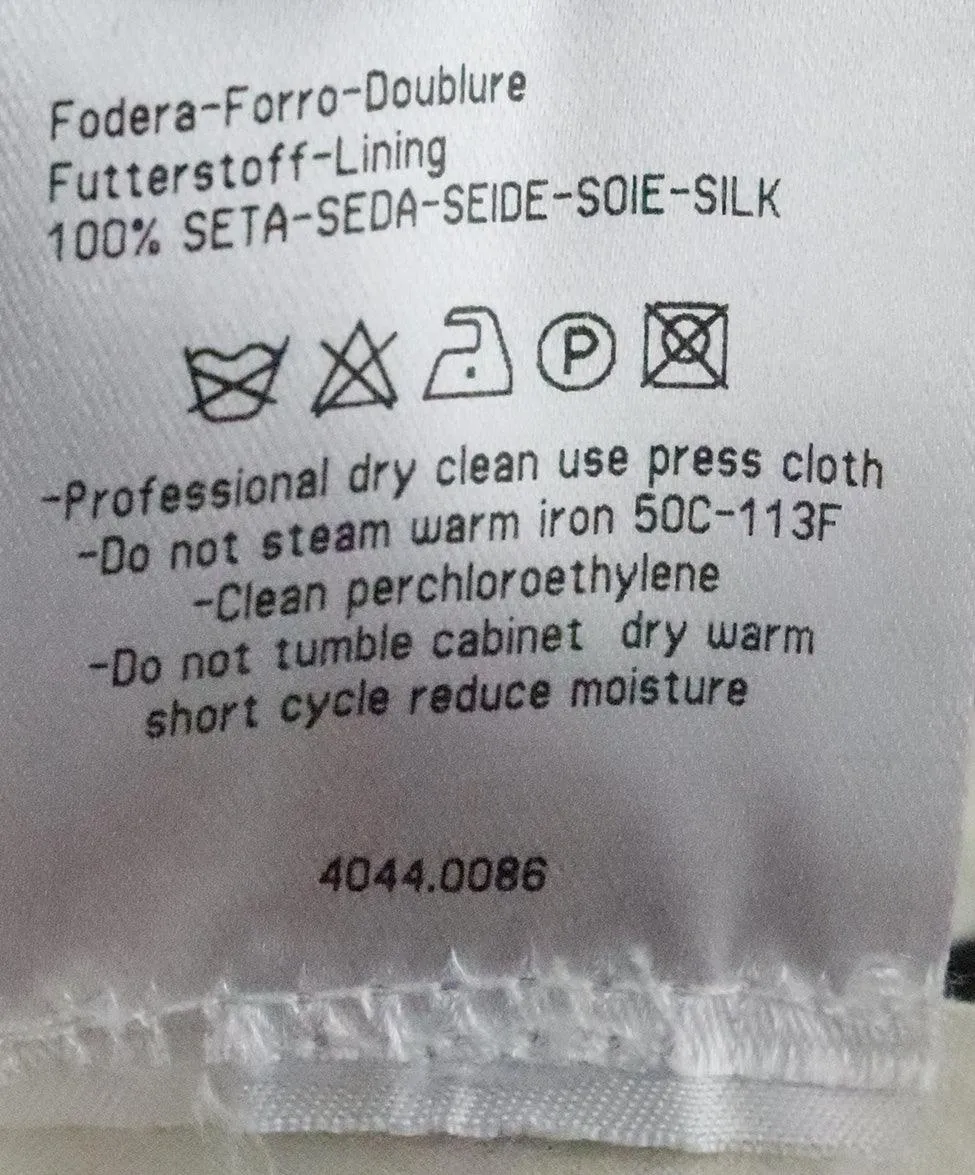 Fodera-Forro-Doublure
Futterstoff-Lining
100% SETA-SEDA-SEIDE-SOIE-SILK
P
-Professional dry clean use press cloth
-Do not steam warm iron 50C-113F
-Clean perchloroethylene
-Do not tumble cabinet dry warm
short cycle reduce moisture
4044.0086